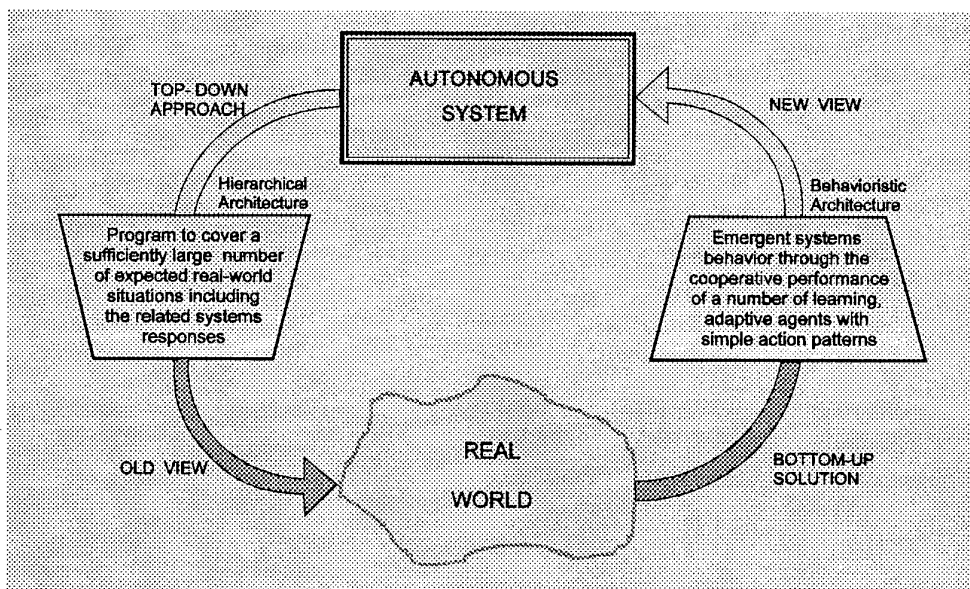 AUTONOMOUS
SYSTEM
TOP- DOWN
APPROACH
NEW VIEW
Hierarchical
Architecture
Behavioristic
Architecture
Program to cover a
sufficiently large number
of expected real-world
situations including
the related systems
responses
Emergent systems
behavior through the
cooperative performance
of a number of learning,
adaptive agents with
simple action patterns
OLD VIEW
REAL
WORLD
BOTTOM-UP
SOLUTION